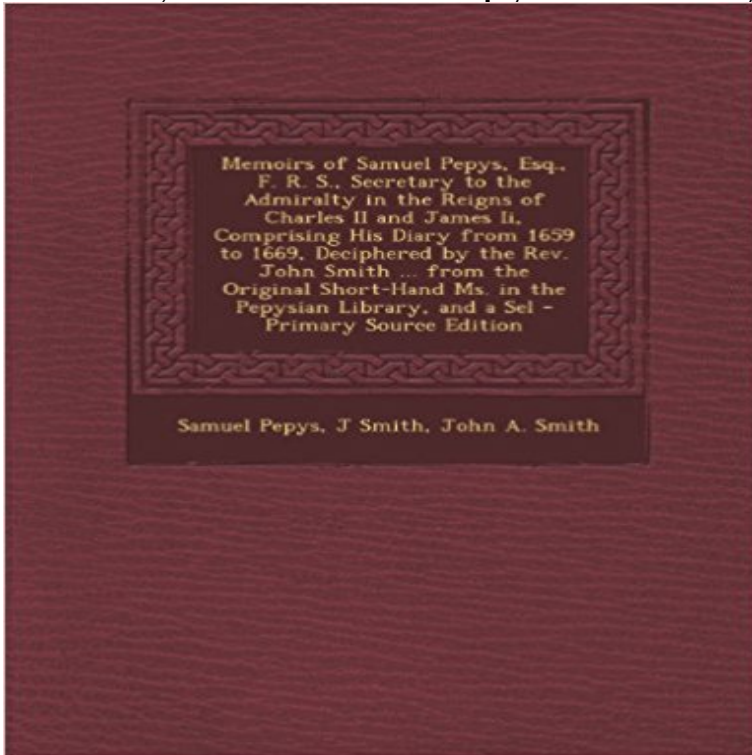 Memoirs of Samuel Pepys, Esq.,
F. R. S., Secretary to the
Admiralty in the Reigns of
Charles II and James Ii,
Comprising His Diary from 1659
to 1669, Deciphered by the Rev.
John Smith ... from the
Original Short-Hand Ms. in the
Pepysian Library, and a Sel -
Primary Source Edition
Samuel Pepys, J Smith, John A. Smith